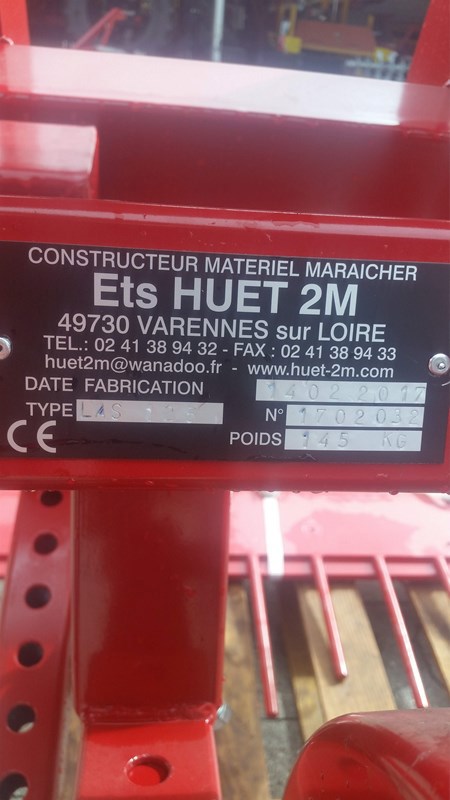 CONSTRUCTEUR MATERIEL MARAICHER
Ets HUET 2M
49730 VARENNES sur LOIRE
TEL.: 02 41 38 94 32 - FAX : 02 41 38 94 33
huet2m@wanadoo.fr - www.huet-2m.com
DATE FABRICATION 14 02 2017
TYPE LAS
N° 1702032
CE POIDS 145 KG